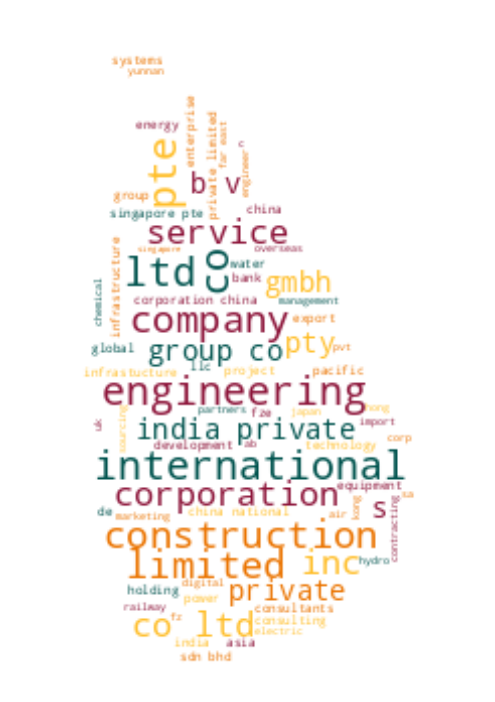 systems
yunnan
energy
enterprise
private limited
far east
c
engineer
pte
b v
group
singapore pte
china
service
singapore
overseas
infrastructure
ltd
co
water
bank
gmbh
chemical
corporation china
management
company
export
global
group co
pty
pvt
llc
infrastucture
project
pacific
engineering
partners
fze
japan
hong
sourcing
uk
india private
import
development
ab
technology
corp
international
corporation
equipment
sa
s
kong
contracting
de
marketing
china national
air
construction
limited
inc
hydro
holding
digital
private
power
railway
consultants
fz
co ltd
consulting
electric
india
asia
sdn bhd